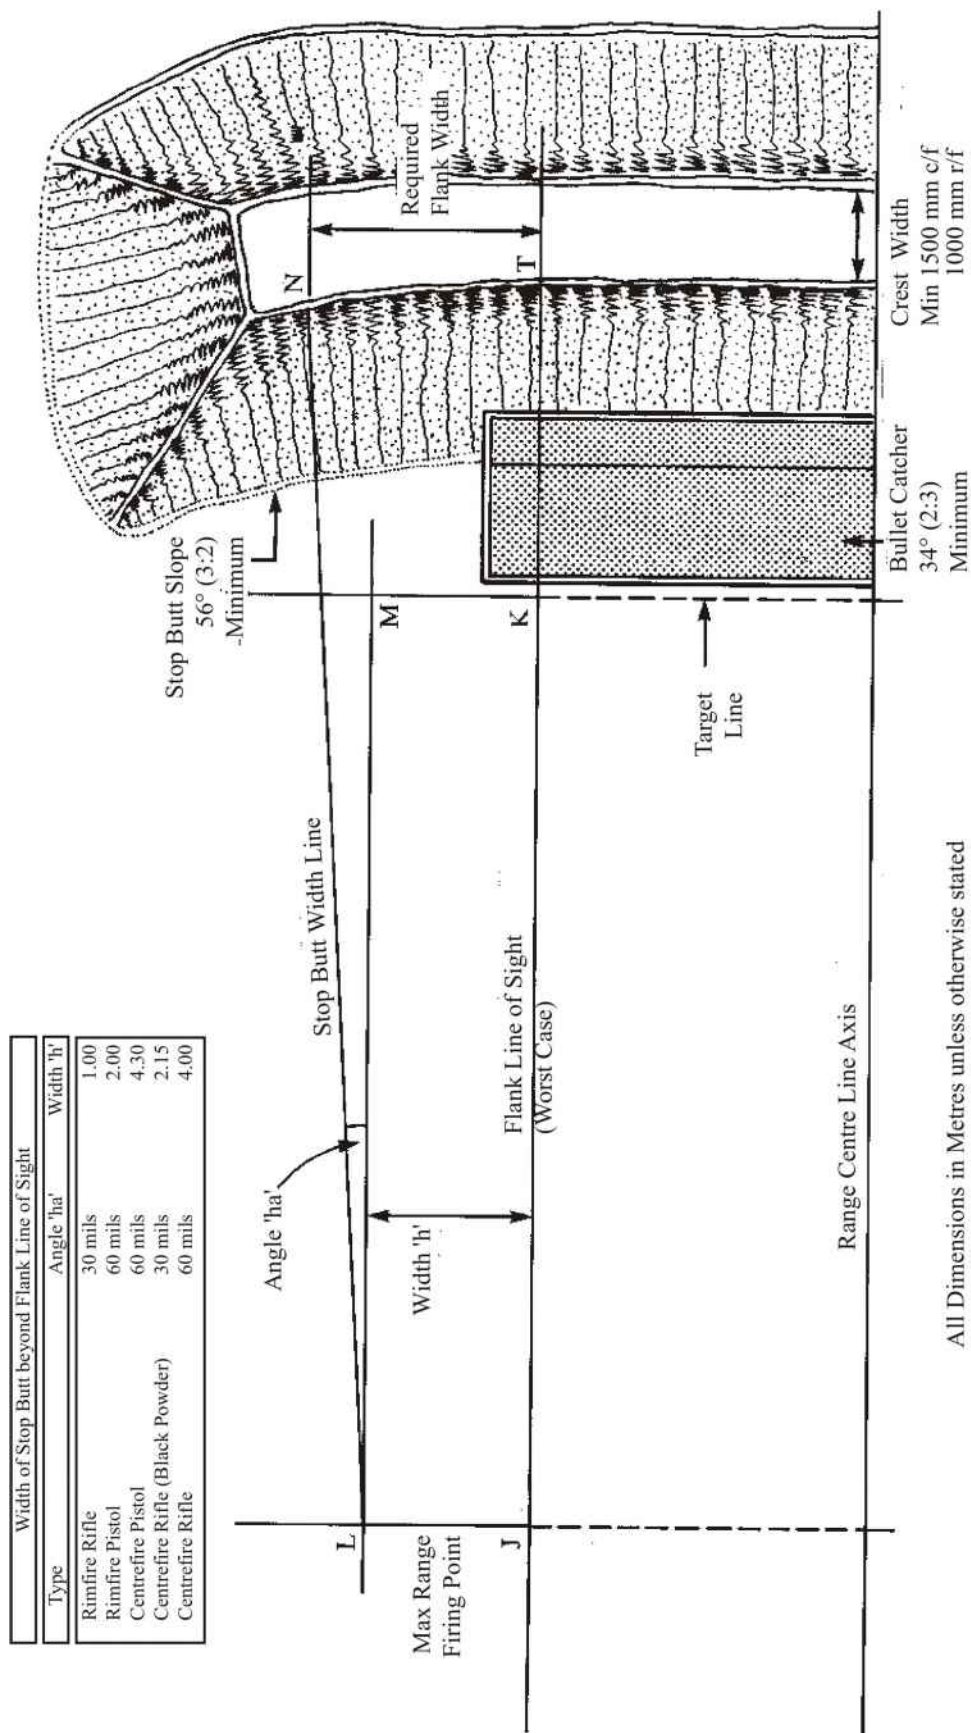 Width of Stop Butt beyond Flank Line of Sight
Type Angle 'ha' Width 'h'
Rimfire Rifle 30 mils 1.00
Rimfire Pistol 60 mils 2.00
Centrefire Pistol 60 mils 4.30
Centrefire Rifle (Black Powder) 30 mils 2.15
Centrefire Rifle 60 mils 4.00
Stop Butt Slope
56° (3:2)
-Minimum
Angle 'ha'
Stop Butt Width Line
N
L
M
Required
Flank Width
Max Range
Firing Point
Width 'h'
J
Flank Line of Sight
(Worst Case)
K
T
Target
Line
Range Centre Line Axis
Bullet Catcher
34° (2:3)
Minimum
Crest Width
Min 1500 mm c/f
1000 mm r/f
All Dimensions in Metres unless otherwise stated